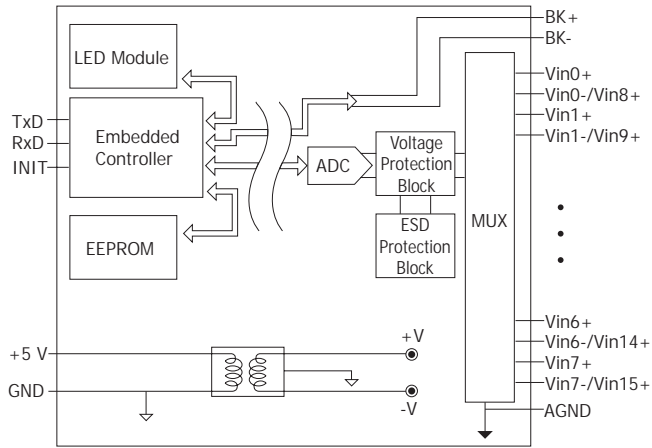 BK+
BK-
LED Module
Vin0+
Vin0-/Vin8+
Vin1+
Vin1-/Vin9+
TxD
RxD
INIT
Embedded
Controller
ADC
Voltage
Protection
Block
MUX
ESD
Protection
Block
EEPROM
Vin6+
Vin6-/Vin14+
Vin7+
Vin7-/Vin15+
AGND
+5 V
GND
+V
-V